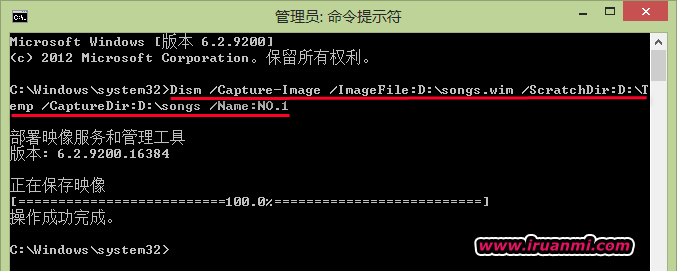 管理员: 命令提示符
Microsoft Windows [版本 6.2.9200]
(c) 2012 Microsoft Corporation。保留所有权利。
C:\Windows\system32>Dism /Capture-Image /ImageFile:D:\songs.wim /ScratchDir:D:\T
emp /CaptureDir:D:\songs /Name:NO.1
部署映像服务和管理工具
版本: 6.2.9200.16384
正在保存映像
[==========================100.0%==========================]
操作成功完成。
C:\Windows\system32>
www.iruanmi.com